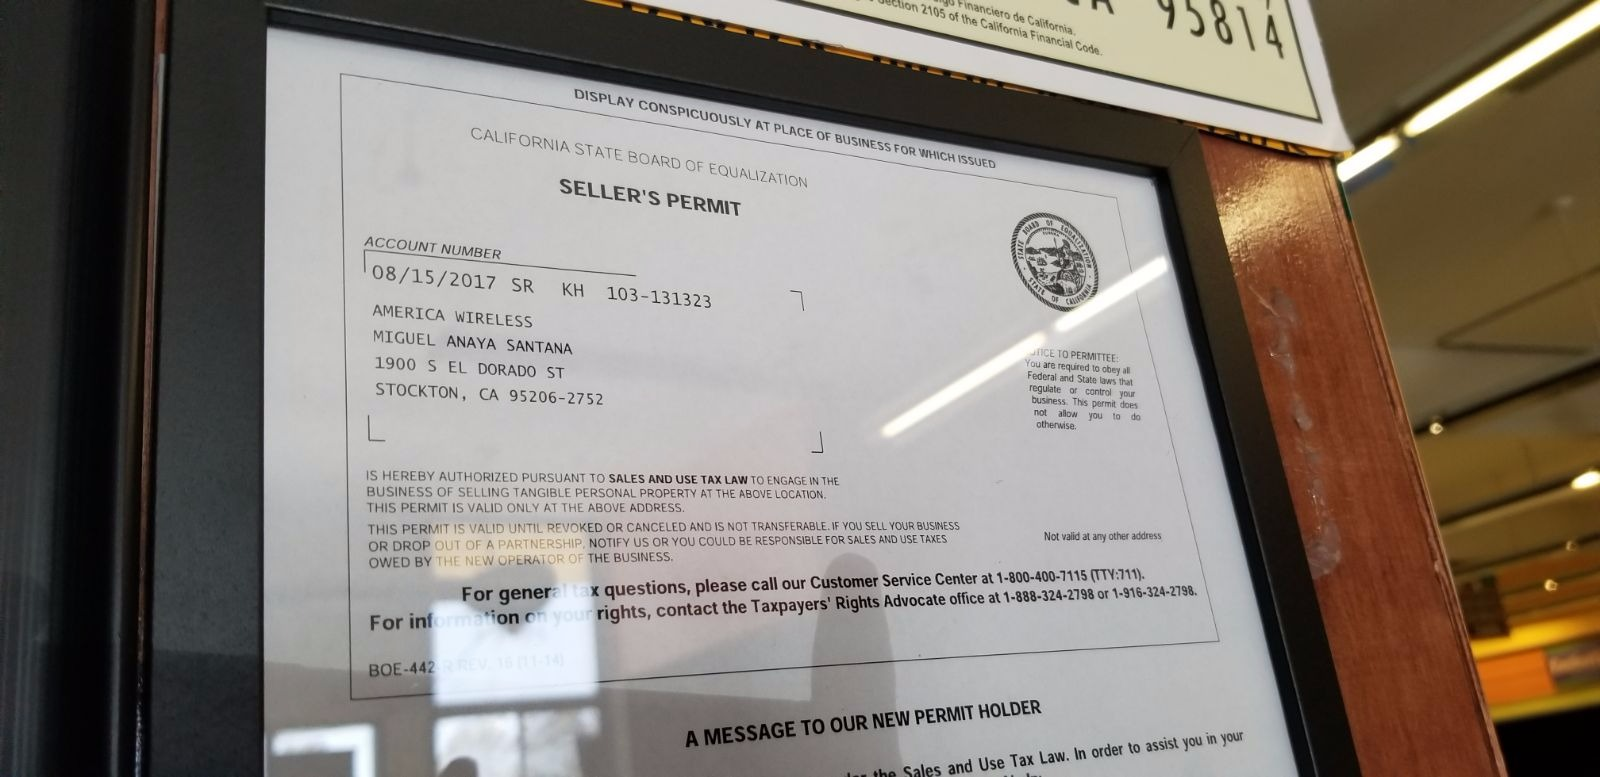 Financiero de California.
Section 2105 of the California Financial Code.
95814
DISPLAY CONSPICUOUSLY AT PLACE OF BUSINESS FOR WHICH ISSUED
CALIFORNIA STATE BOARD OF EQUALIZATION
SELLER'S PERMIT
STATE BOARD OF EQUALIZATION
STATE OF CALIFORNIA
ACCOUNT NUMBER
08/15/2017 SR KH 103-131323
AMERICA WIRELESS
MIGUEL ANAYA SANTANA
1900 S EL DORADO ST
STOCKTON, CA 95206-2752
NOTICE TO PERMITTEE:
You are required to obey all
Federal and State laws that
regulate or control your
business. This permit does
not allow you to do
otherwise.
IS HEREBY AUTHORIZED PURSUANT TO SALES AND USE TAX LAW TO ENGAGE IN THE
BUSINESS OF SELLING TANGIBLE PERSONAL PROPERTY AT THE ABOVE LOCATION.
THIS PERMIT IS VALID ONLY AT THE ABOVE ADDRESS.
THIS PERMIT IS VALID UNTIL REVOKED OR CANCELED AND IS NOT TRANSFERABLE. IF YOU SELL YOUR BUSINESS
OR DROP OUT OF A PARTNERSHIP, NOTIFY US OR YOU COULD BE RESPONSIBLE FOR SALES AND USE TAXES
OWED BY THE NEW OPERATOR OF THE BUSINESS.
Not valid at any other address
For general tax questions, please call our Customer Service Center at 1-800-400-7115 (TTY:711).
For information on your rights, contact the Taxpayers' Rights Advocate office at 1-888-324-2798 or 1-916-324-2798.
BOE-442-R REV. 16 (11-14)
A MESSAGE TO OUR NEW PERMIT HOLDER
the Sales and Use Tax Law. In order to assist you in your